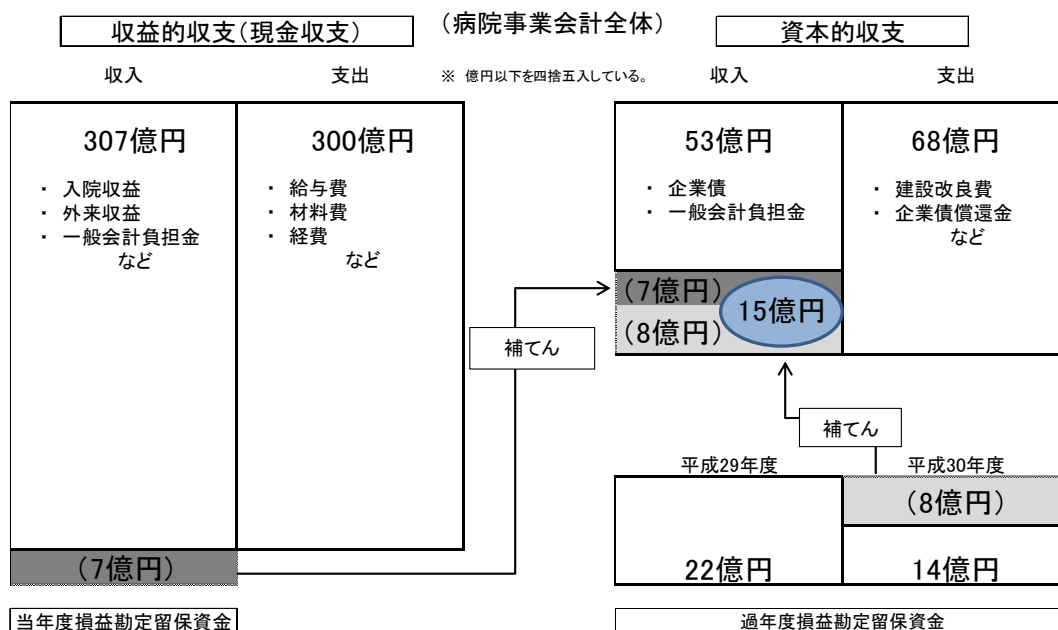 (病院事業会計全体)
収益的収支(現金収支)
資本的収支
収入
支出
※ 億円以下を四捨五入している。
収入
支出
307億円
・ 入院収益
・ 外来収益
・ 一般会計負担金
など
300億円
・ 給与費
・ 材料費
・ 経費
など
53億円
・ 企業債
・ 一般会計負担金
68億円
・ 建設改良費
・ 企業債償還金
など
(7億円)
(8億円)
15億円
補てん
補てん
平成29年度
平成30年度
(8億円)
22億円
14億円
(7億円)
当年度損益勘定留保資金
過年度損益勘定留保資金